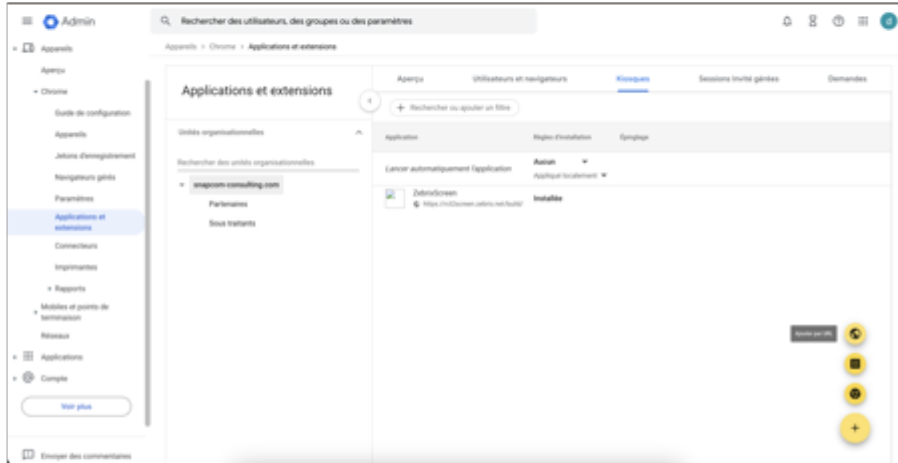 Admin
Rechercher des utilisateurs, des groupes ou des paramètres
d
Appareils
Aperçu
Chrome
Guide de configuration
Appareils
Jetons d'enregistrement
Navigateurs gérés
Paramètres
Applications et
extensions
Connecteurs
Imprimantes
Rapports
Mobiles et points de
terminaison
Réseaux
Applications
Compte
Voir plus
Envoyer des commentaires
Appareils > Chrome > Applications et extensions
Applications et extensions
Unités organisationnelles
Rechercher des unités organisationnelles
snapcom-consulting.com
Partenaires
Sous traitants
Aperçu
Utilisateurs et navigateurs
Kiosques
Sessions Invité gérées
Demandes
+ Rechercher ou ajouter un filtre
Application
Règles d'installation
Épinglage
Lancer automatiquement l'application
Aucun
Appliqué localement
ZebrixScreen
Installée
Ajouter par URL